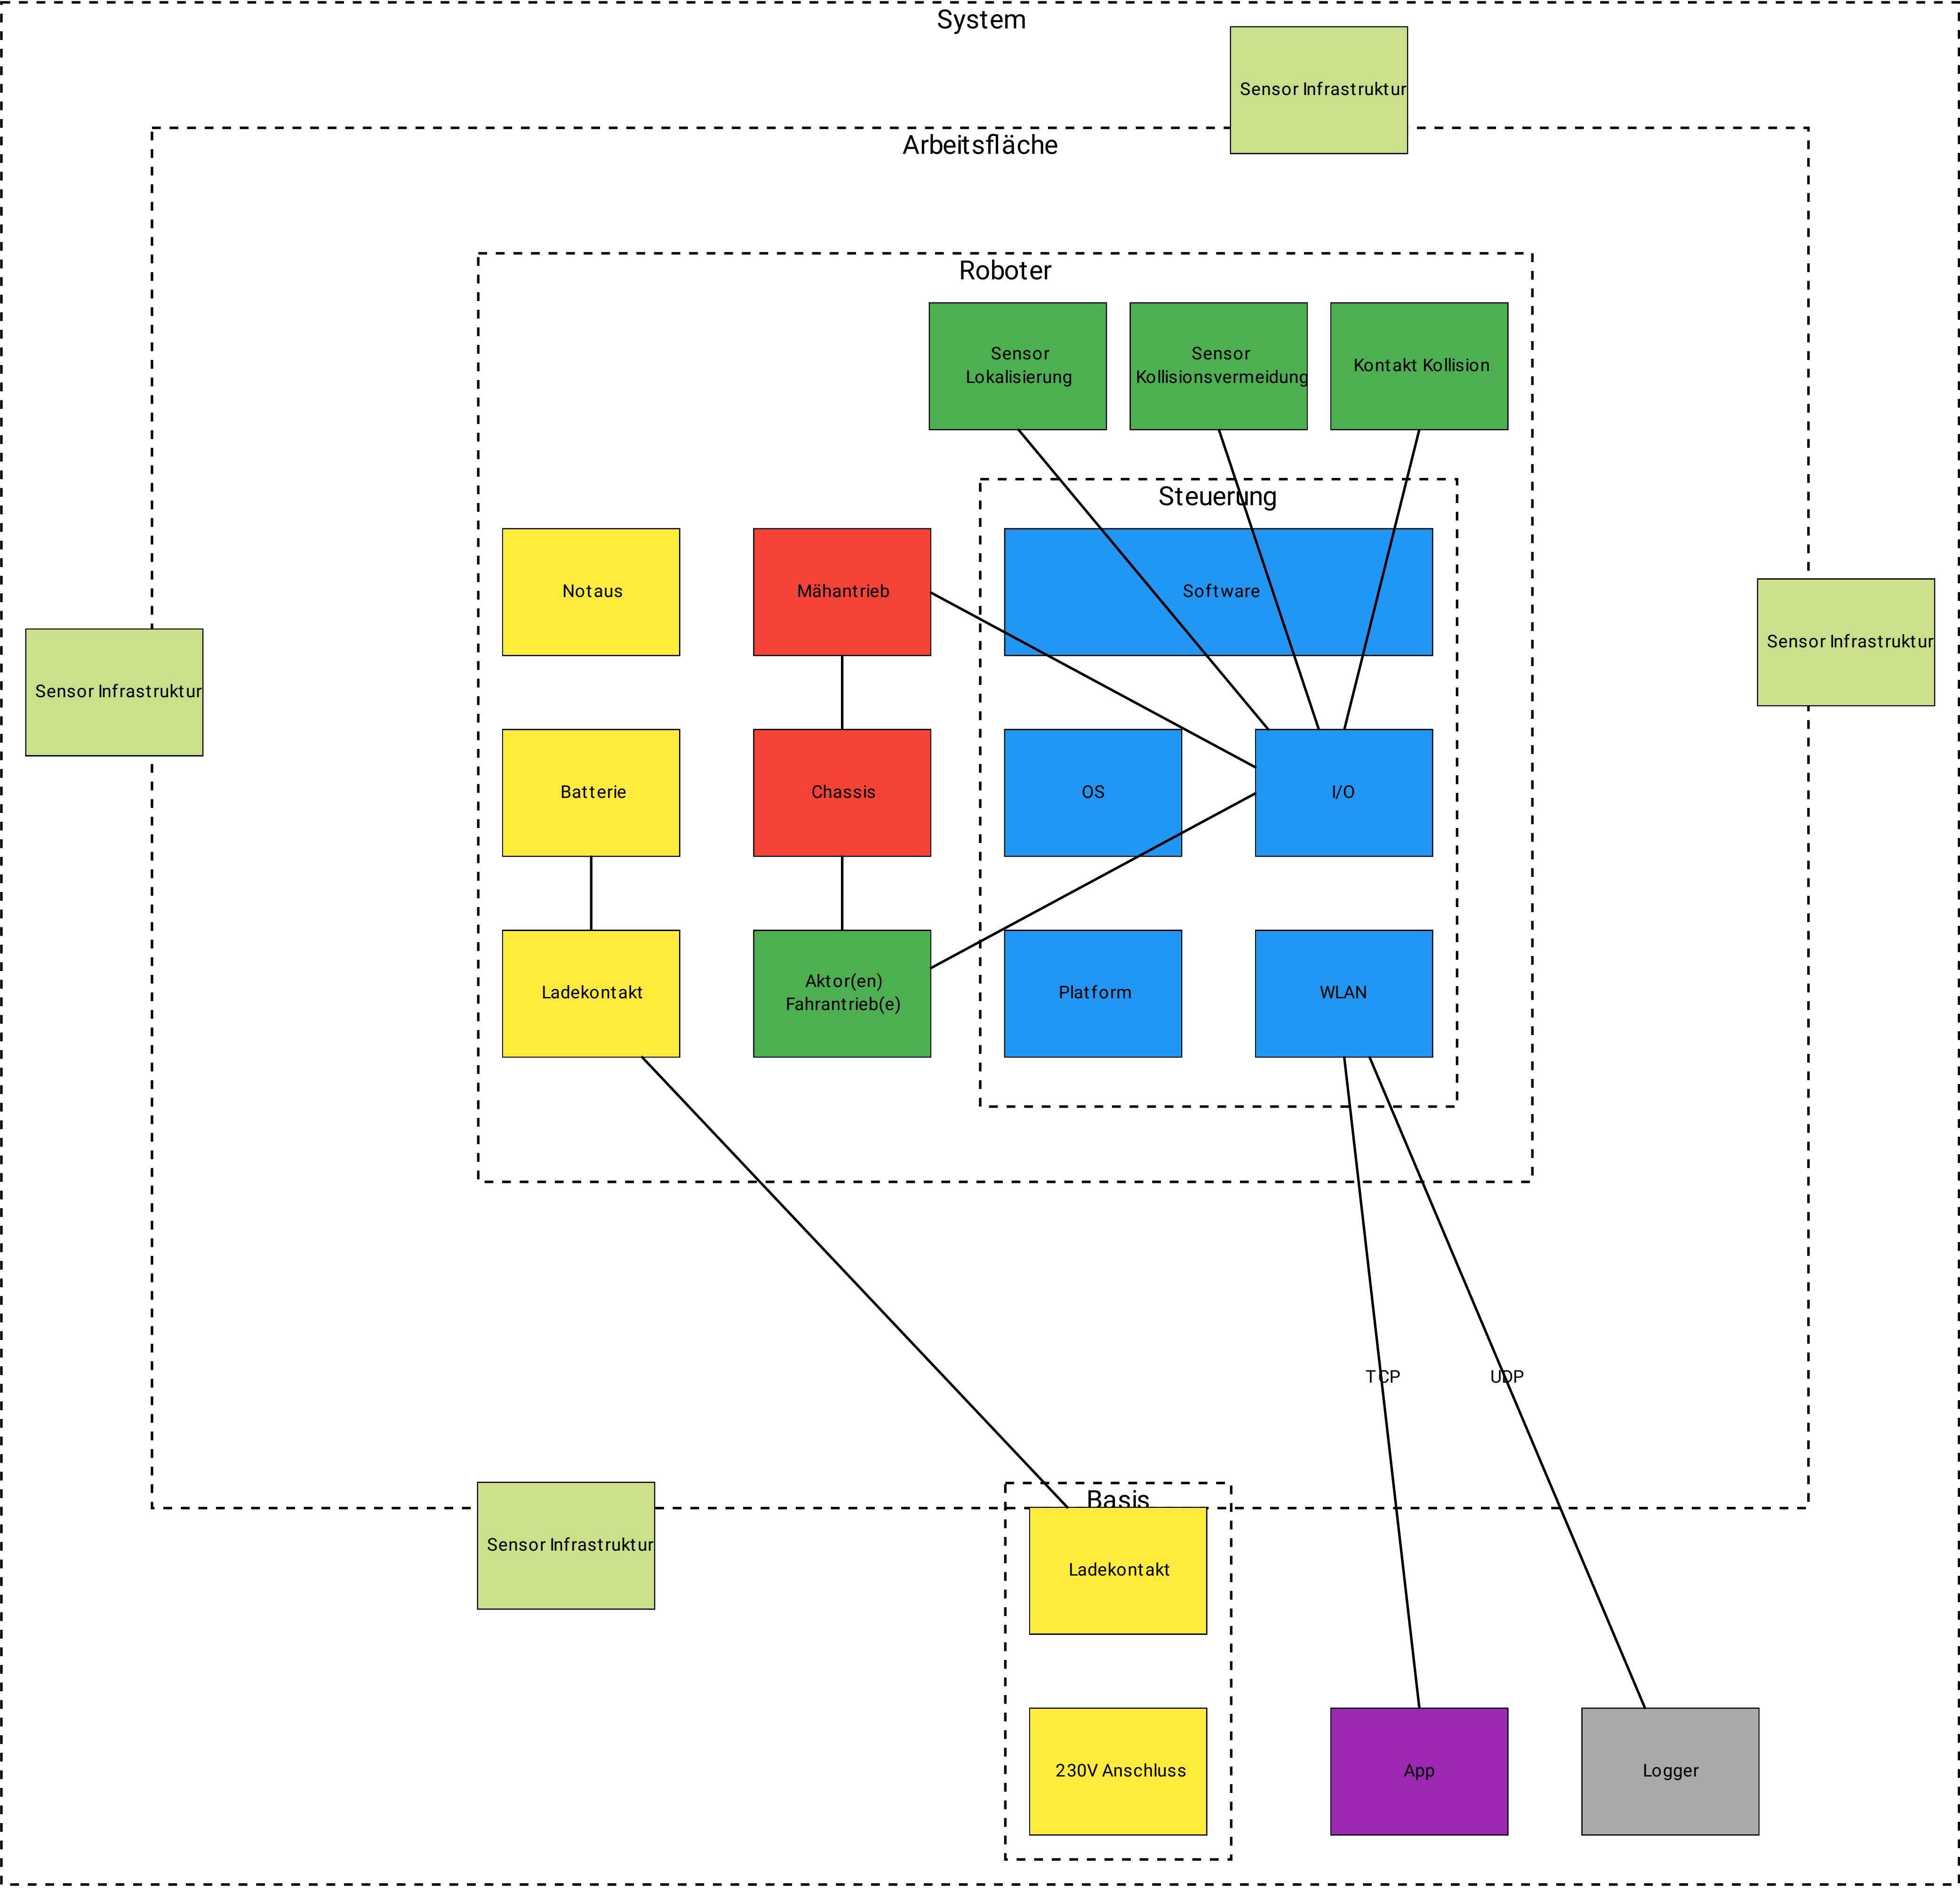 System
Sensor Infrastruktur
Arbeitsfläche
Roboter
Sensor
Lokalisierung
Sensor
Kollisionsvermeidung
Kontakt Kollision
Steuerung
Notaus
Mähantrieb
Software
Sensor Infrastruktur
Sensor Infrastruktur
Batterie
Chassis
OS
I/O
Ladekontakt
Aktor(en)
Fahrantrieb(e)
Platform
WLAN
TCP
UDP
Basis
Sensor Infrastruktur
Ladekontakt
230V Anschluss
App
Logger